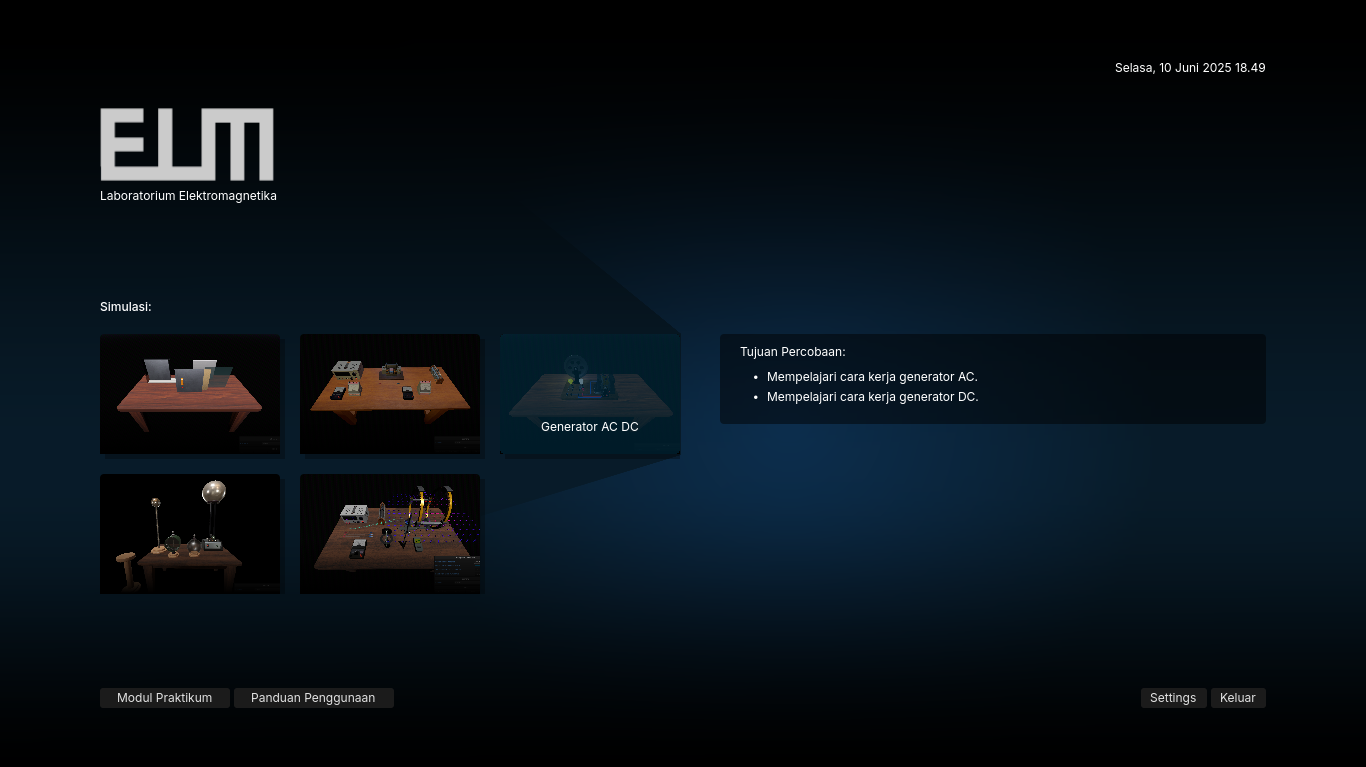 Selasa, 10 Juni 2025 18.49
ELM
Laboratorium Elektromagnetika
Simulasi:
Generator AC DC
Tujuan Percobaan:
• Mempelajari cara kerja generator AC.
• Mempelajari cara kerja generator DC.
Modul Praktikum
Panduan Penggunaan
Settings
Keluar